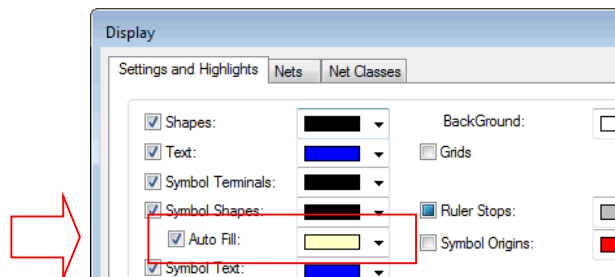 Display
Settings and Highlights Nets Net Classes
Shapes: BackGround:
Text: Grids
Symbol Terminals:
Symbol Shapes: Ruler Stops:
Auto Fill: Symbol Origins:
Symbol Text: